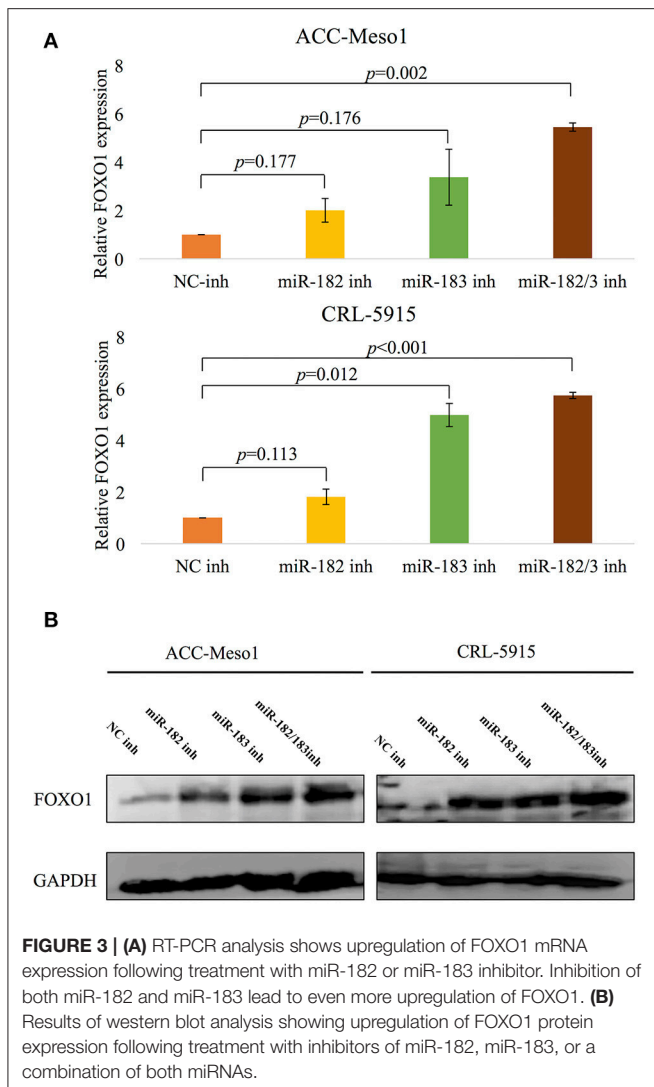 A
ACC-Meso1
Relative FOXO1 expression
8
6
4
2
0
p=0.002
p=0.176
p=0.177
NC-inh miR-182 inh miR-183 inh miR-182/3 inh
CRL-5915
Relative FOXO1 expression
8
6
4
2
0
p<0.001
p=0.012
p=0.113
NC inh miR-182 inh miR-183 inh miR-182/3 inh
B
ACC-Meso1 CRL-5915
NC inh miR-182 inh miR-183 inh miR-182/183inh NC inh miR-182 inh miR-183 inh miR-182/183inh
FOXO1
GAPDH
FIGURE 3 | (A) RT-PCR analysis shows upregulation of FOXO1 mRNA
expression following treatment with miR-182 or miR-183 inhibitor. Inhibition of
both miR-182 and miR-183 lead to even more upregulation of FOXO1. (B)
Results of western blot analysis showing upregulation of FOXO1 protein
expression following treatment with inhibitors of miR-182, miR-183, or a
combination of both miRNAs.